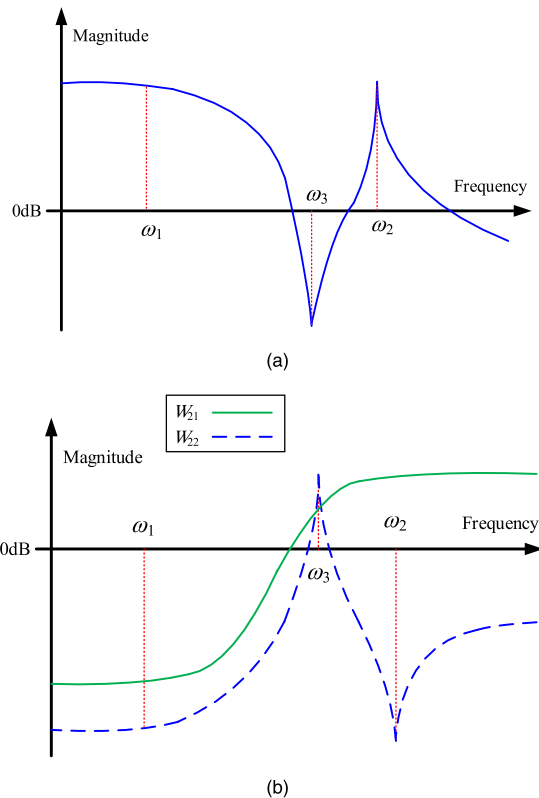 Magnitude
ω3
Frequency
0dB
ω1
ω2
(a)
W21
W22
Magnitude
ω1
ω2
Frequency
0dB
ω3
(b)